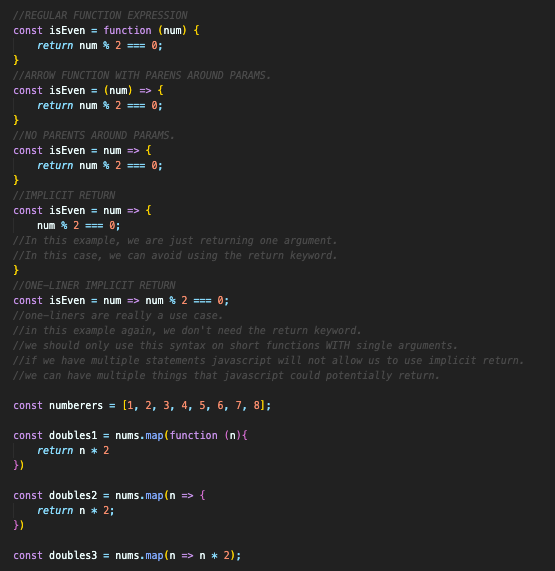 //REGULAR FUNCTION EXPRESSION
const isEven = function (num) {
    return num % 2 === 0;
}
//ARROW FUNCTION WITH PARENS AROUND PARAMS.
const isEven = (num) => {
    return num % 2 === 0;
}
//NO PARENTS AROUND PARAMS.
const isEven = num => {
    return num % 2 === 0;
}
//IMPLICIT RETURN
const isEven = num => {
    num % 2 === 0;
//In this example, we are just returning one argument.
//In this case, we can avoid using the return keyword.
}
//ONE-LINER IMPLICIT RETURN
const isEven = num => num % 2 === 0;
//one-liners are really a use case.
//in this example again, we don't need the return keyword.
//we should only use this syntax on short functions WITH single arguments.
//if we have multiple statements javascript will not allow us to use implicit return.
//we can have multiple things that javascript could potentially return.

const numberers = [1, 2, 3, 4, 5, 6, 7, 8];

const doubles1 = nums.map(function (n){
    return n * 2
})

const doubles2 = nums.map(n => {
    return n * 2;
})

const doubles3 = nums.map(n => n * 2);